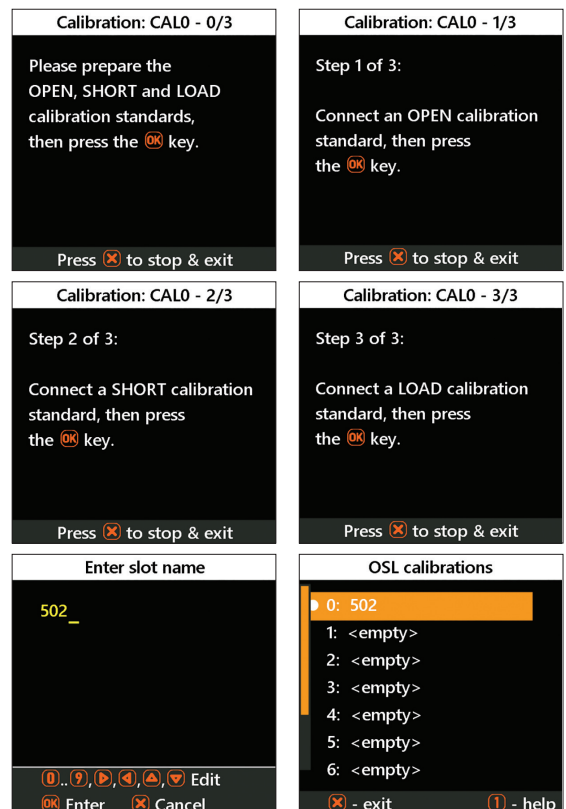 Calibration: CAL0 - 0/3
Please prepare the
OPEN, SHORT and LOAD
calibration standards,
then press the OK key.
Press X to stop & exit
Calibration: CAL0 - 1/3
Step 1 of 3:
Connect an OPEN calibration
standard, then press
the OK key.
Press X to stop & exit
Calibration: CAL0 - 2/3
Step 2 of 3:
Connect a SHORT calibration
standard, then press
the OK key.
Press X to stop & exit
Calibration: CAL0 - 3/3
Step 3 of 3:
Connect a LOAD calibration
standard, then press
the OK key.
Press X to stop & exit
Enter slot name
502_
0..9, ▶, ◀, ▲, ▼ Edit
OK Enter X Cancel
OSL calibrations
0: 502
1: <empty>
2: <empty>
3: <empty>
4: <empty>
5: <empty>
6: <empty>
X - exit 1 - help